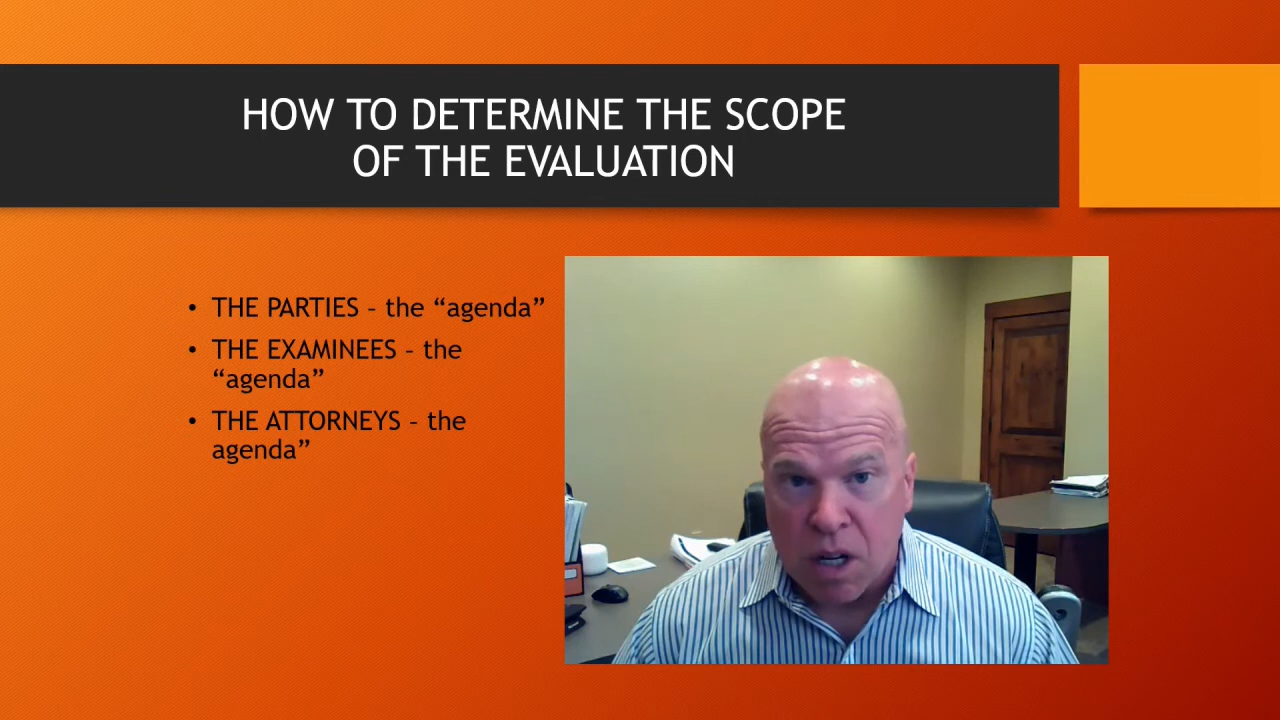 HOW TO DETERMINE THE SCOPE
OF THE EVALUATION
• THE PARTIES – the “agenda”
• THE EXAMINEES – the
“agenda”
• THE ATTORNEYS – the
agenda”